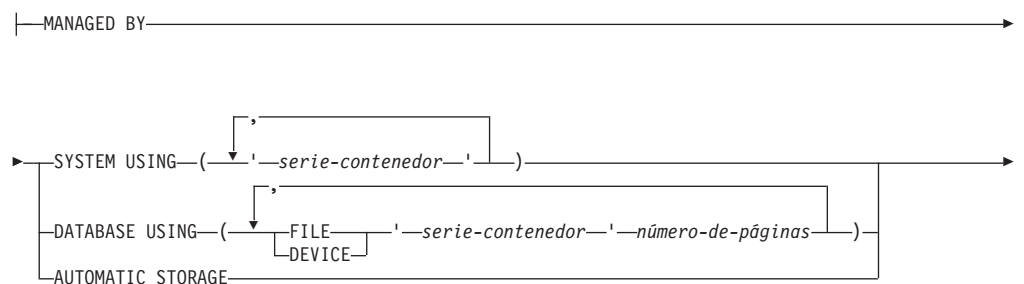 MANAGED BY
,
SYSTEM USING ( ' serie-contenedor ' )
,
DATABASE USING ( FILE ' serie-contenedor ' número-de-páginas )
DEVICE
AUTOMATIC STORAGE